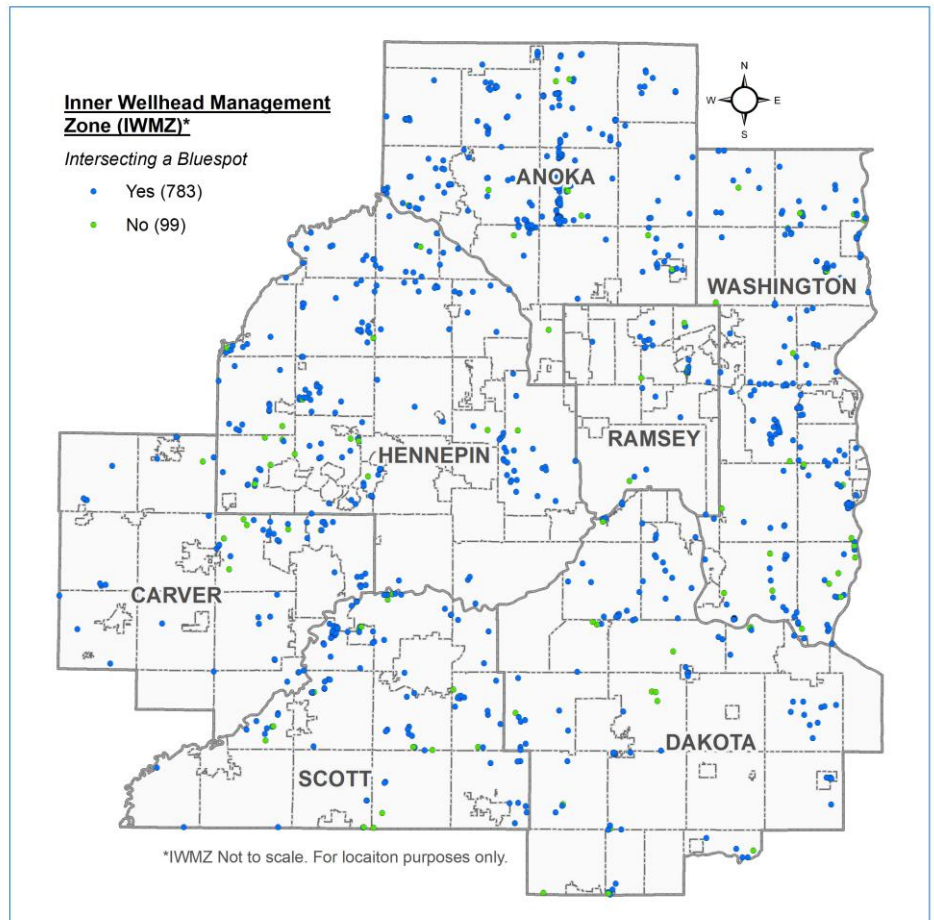 Inner Wellhead Management
Zone (IWMZ)*
Intersecting a Bluespot
Yes (783)
No (99)
N
W E
S
ANOKA
WASHINGTON
HENNEPIN
RAMSEY
CARVER
DAKOTA
SCOTT
*IWMZ Not to scale. For locaiton purposes only.